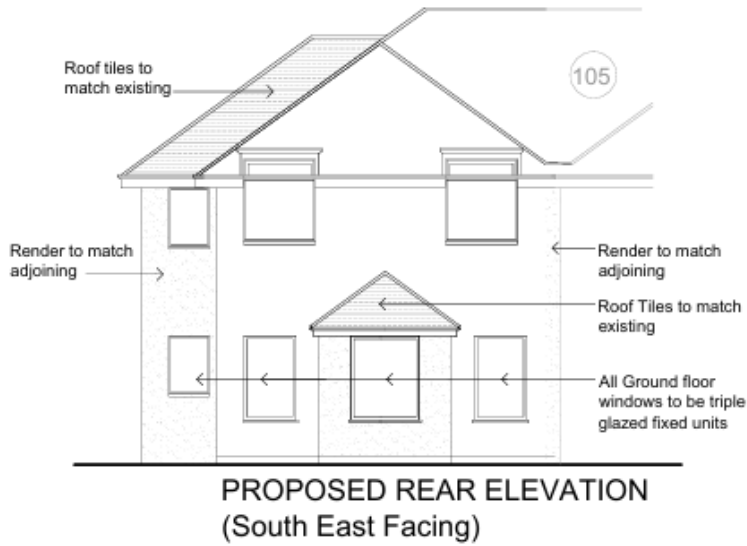 Roof tiles to
match existing
105
Render to match
adjoining
Render to match
adjoining
Roof Tiles to match
existing
All Ground floor
windows to be triple
glazed fixed units
PROPOSED REAR ELEVATION
(South East Facing)